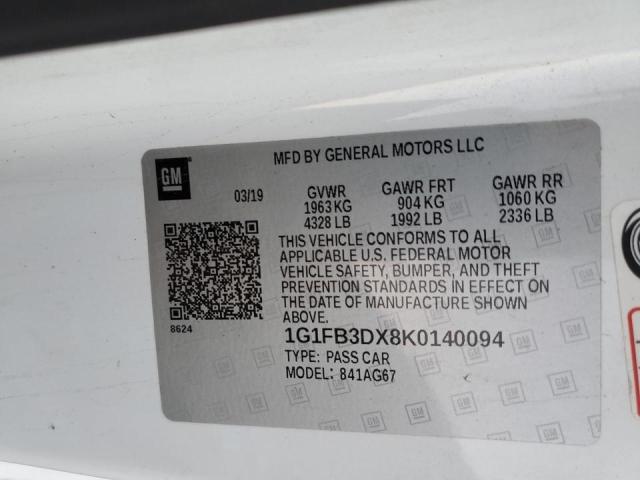 GM
MFD BY GENERAL MOTORS LLC
03/19
GVWR GAWR FRT GAWR RR
1963 KG 904 KG 1060 KG
4328 LB 1992 LB 2336 LB
THIS VEHICLE CONFORMS TO ALL
APPLICABLE U.S. FEDERAL MOTOR
VEHICLE SAFETY, BUMPER, AND THEFT
PREVENTION STANDARDS IN EFFECT ON
THE DATE OF MANUFACTURE SHOWN
ABOVE.
8624
1G1FB3DX8K0140094
TYPE: PASS CAR
MODEL: 841AG67